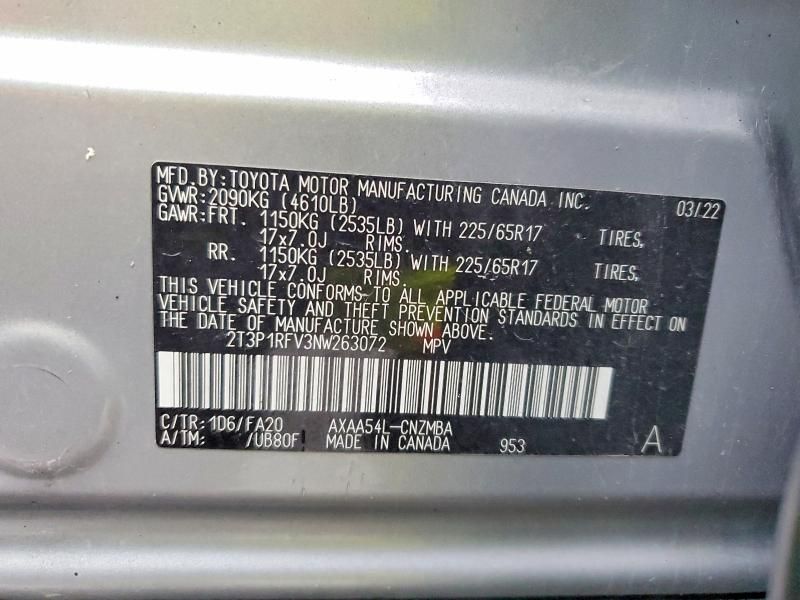 MFD.BY:TOYOTA MOTOR MANUFACTURING CANADA INC.
GVWR:2090KG (4610LB) 03/22
GAWR:FRT. 1150KG (2535LB) WITH 225/65R17 TIRES,
17x7.0J RIMS.
RR. 1150KG (2535LB) WITH 225/65R17 TIRES,
17x7.0J RIMS.
THIS VEHICLE CONFORMS TO ALL APPLICABLE FEDERAL MOTOR
VEHICLE SAFETY AND THEFT PREVENTION STANDARDS IN EFFECT ON
THE DATE OF MANUFACTURE SHOWN ABOVE.
2T3P1RFV3NW263072 MPV
C/TR:1D6/FA20 AXAA54L-CNZMBA
A/TM: /UB80F MADE IN CANADA 953 A